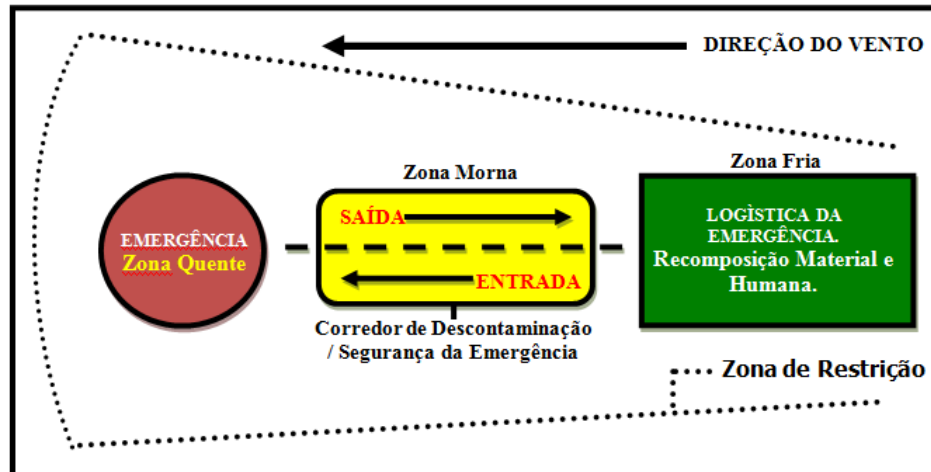 DIREÇÃO DO VENTO
Zona Morna
Zona Fria
SAÍDA
ENTRADA
EMERGÊNCIA
Zona Quente
LOGÌSTICA DA
EMERGÊNCIA.
Recomposição Material e
Humana.
Corredor de Descontaminação
/ Segurança da Emergência
Zona de Restrição